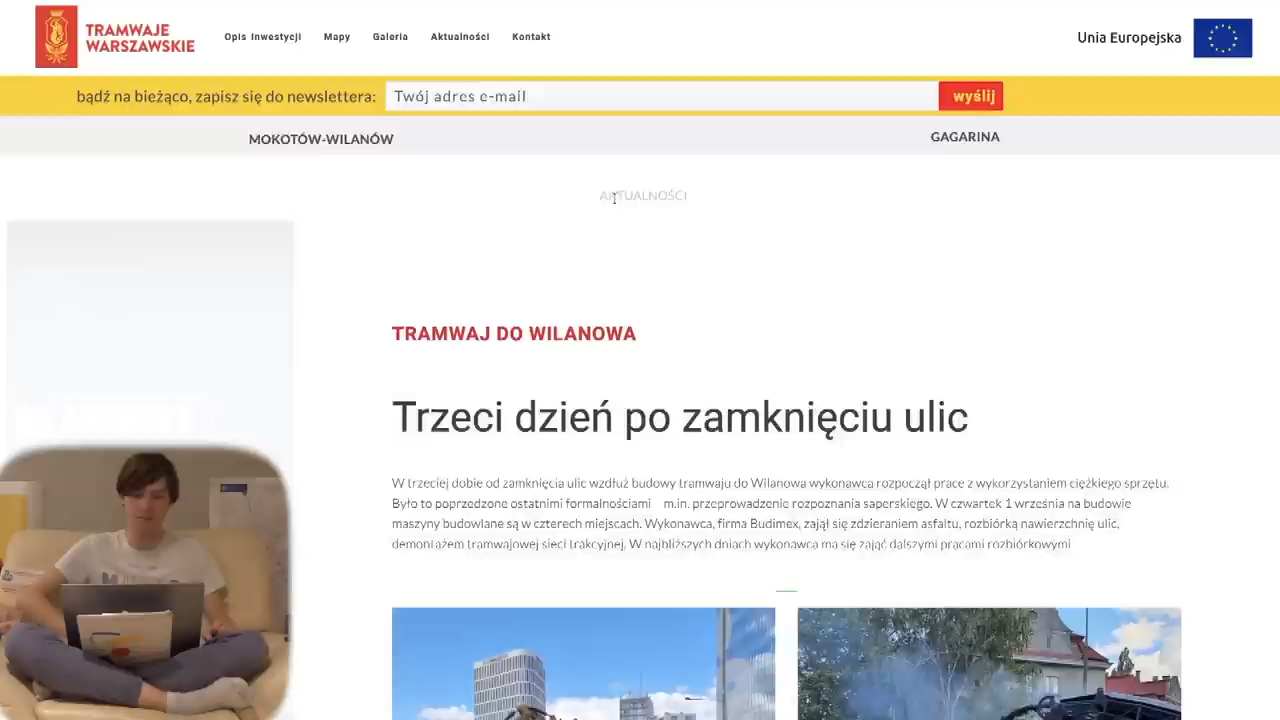 TRAMWAJE
WARSZAWSKIE
Opis Inwestycji Mapy Galeria Aktualności Kontakt
Unia Europejska
bądź na bieżąco, zapisz się do newslettera: Twój adres e-mail wyślij
MOKOTÓW-WILANÓW GAGARINA
AKTUALNOŚCI
TRAMWAJ DO WILANOWA
Trzeci dzień po zamknięciu ulic
W trzeciej dobie od zamknięcia ulic wzdłuż budowy tramwaju do Wilanowa wykonawca rozpoczął prace z wykorzystaniem ciężkiego sprzętu.
Było to poprzedzone ostatnimi formalnościami m.in. przeprowadzenie rozpoznania saperskiego. W czwartek 1 września na budowie
maszyny budowlane są w czterech miejscach. Wykonawca, firma Budimex, zajął się zdzieraniem asfaltu, rozbiórką nawierzchnię ulic,
demontażem tramwajowej sieci trakcyjnej. W najbliższych dniach wykonawca ma się zająć dalszymi pracami rozbiórkowymi